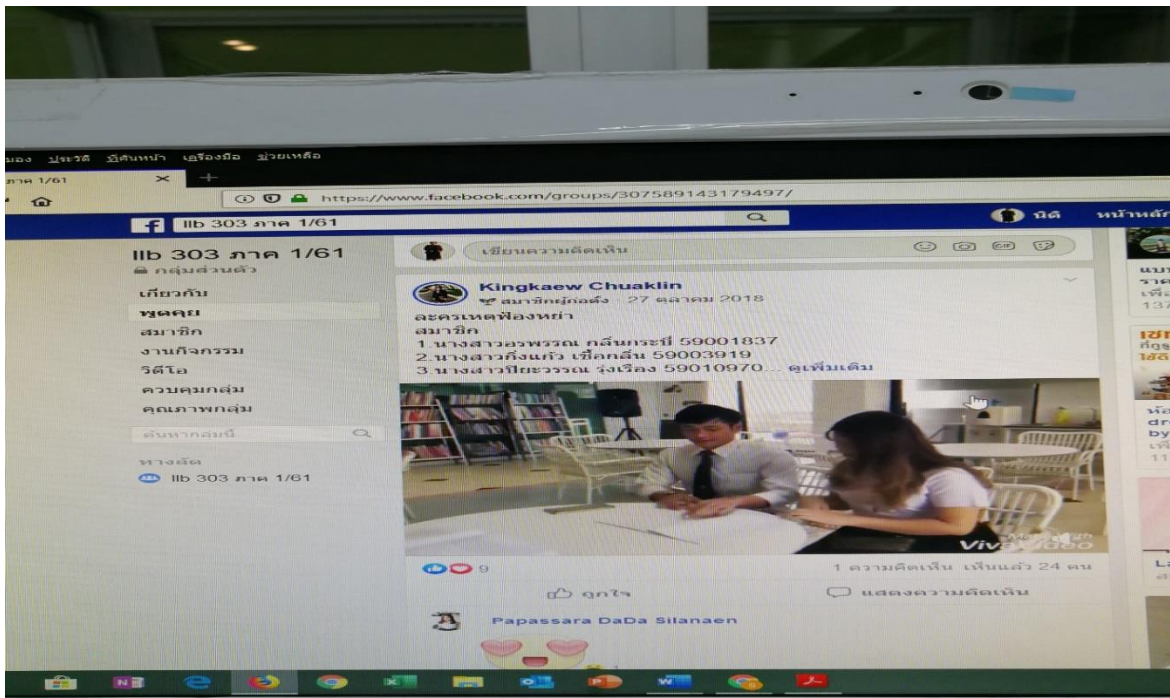 ประวัติ ที่คั่นหน้า เครื่องมือ ช่วยเหลือ
ภาค 1/61
https://www.facebook.com/groups/307589143179497/
llb 303 ภาค 1/61
นิติ
หน้าหลัก
llb 303 ภาค 1/61
กลุ่มส่วนตัว
เกี่ยวกับ
พูดคุย
สมาชิก
งานกิจกรรม
วิดีโอ
ควบคุมกลุ่ม
คุณภาพกลุ่ม
ค้นหากลุ่มนี้
ทางลัด
llb 303 ภาค 1/61
เขียนความคิดเห็น
Kingkaew Chuaklin
สมาชิกผู้ก่อตั้ง · 27 ตุลาคม 2018
ละครเหตุฟ้องหย่า
สมาชิก
1.นางสาวอรพรรณ กลิ่นกระบี่ 59001837
2.นางสาวกิ่งแก้ว เชื้อกลิ่น 59003919
3.นางสาวปิยะวรรณ รุ่งเรือง 59010970... ดูเพิ่มเติม
VivaVideo
9
1 ความคิดเห็น เห็นแล้ว 24 คน
ถูกใจ
แสดงความคิดเห็น
Papassara DaDa Silanaen